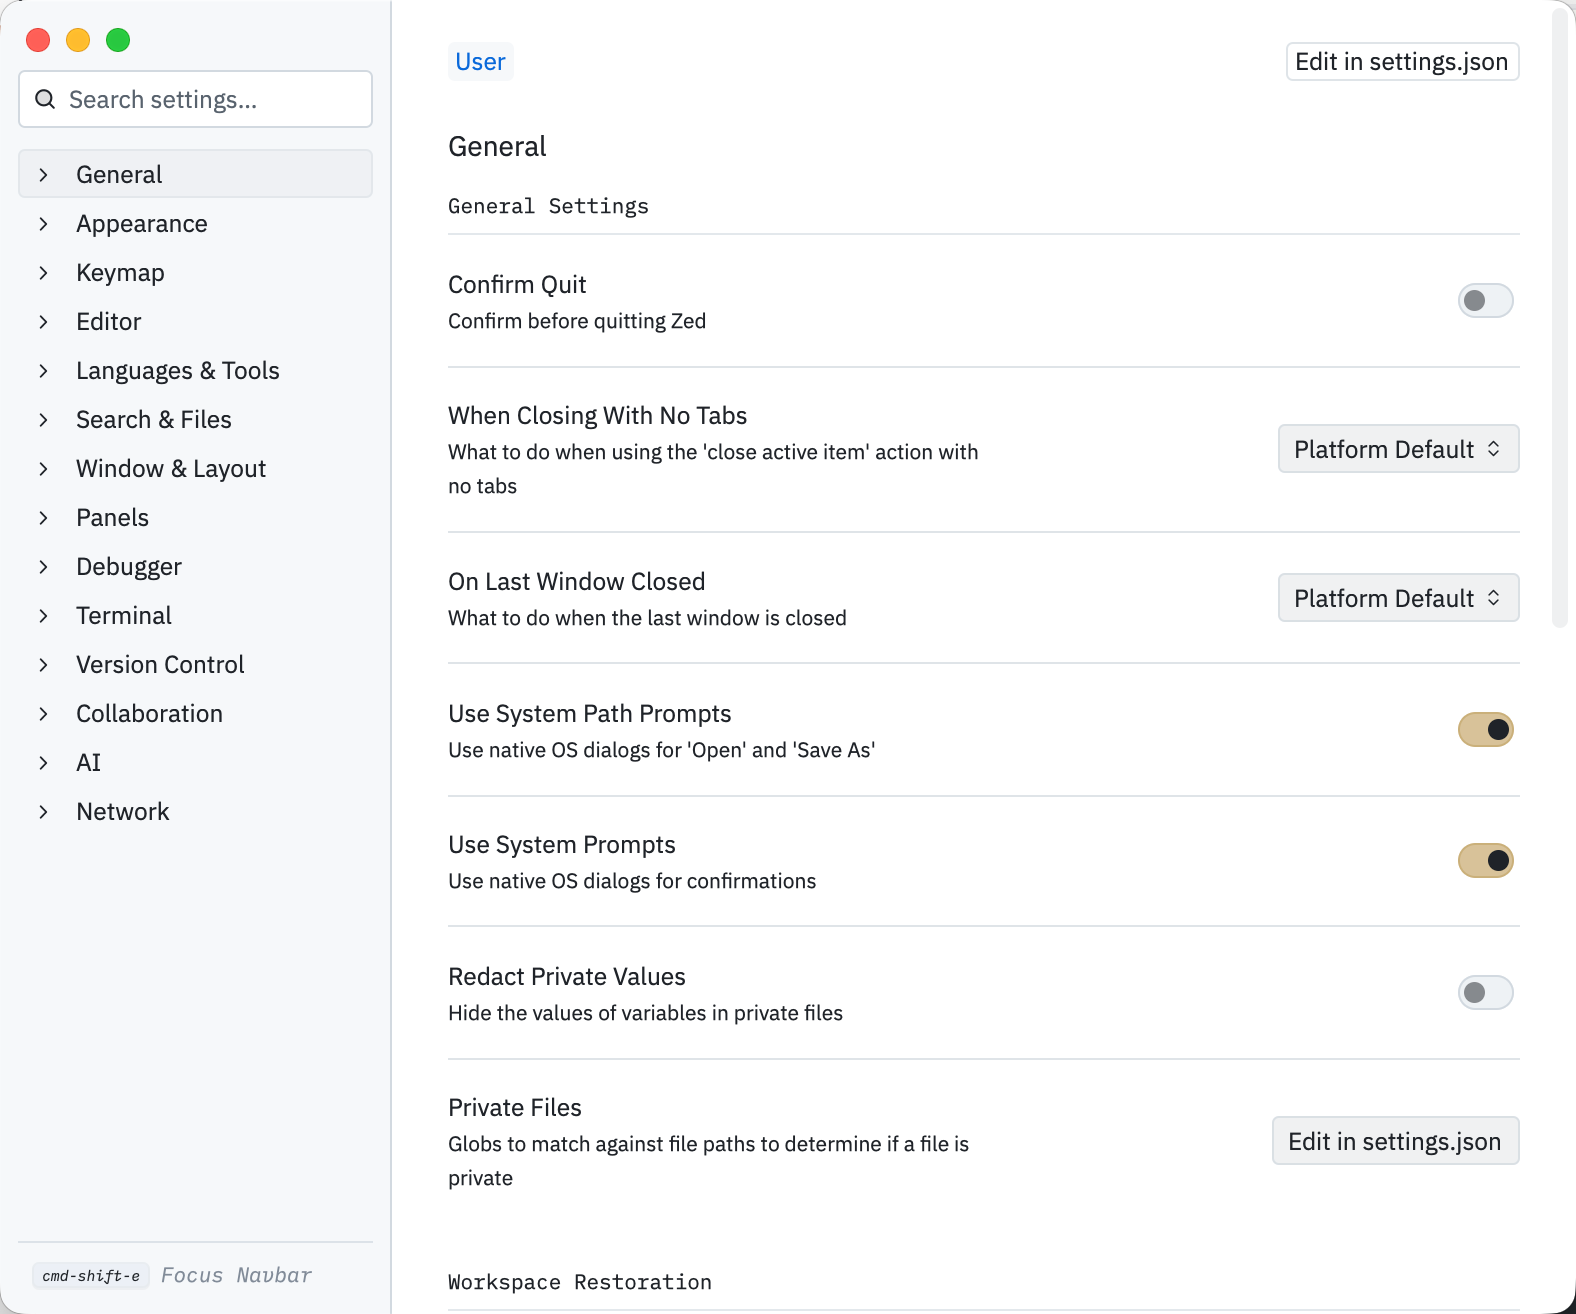 Search settings...
General
Appearance
Keymap
Editor
Languages & Tools
Search & Files
Window & Layout
Panels
Debugger
Terminal
Version Control
Collaboration
AI
Network
cmd-shift-e Focus Navbar
User
Edit in settings.json
General
General Settings
Confirm Quit
Confirm before quitting Zed
When Closing With No Tabs
What to do when using the 'close active item' action with
no tabs
Platform Default
On Last Window Closed
What to do when the last window is closed
Platform Default
Use System Path Prompts
Use native OS dialogs for 'Open' and 'Save As'
Use System Prompts
Use native OS dialogs for confirmations
Redact Private Values
Hide the values of variables in private files
Private Files
Globs to match against file paths to determine if a file is
private
Edit in settings.json
Workspace Restoration